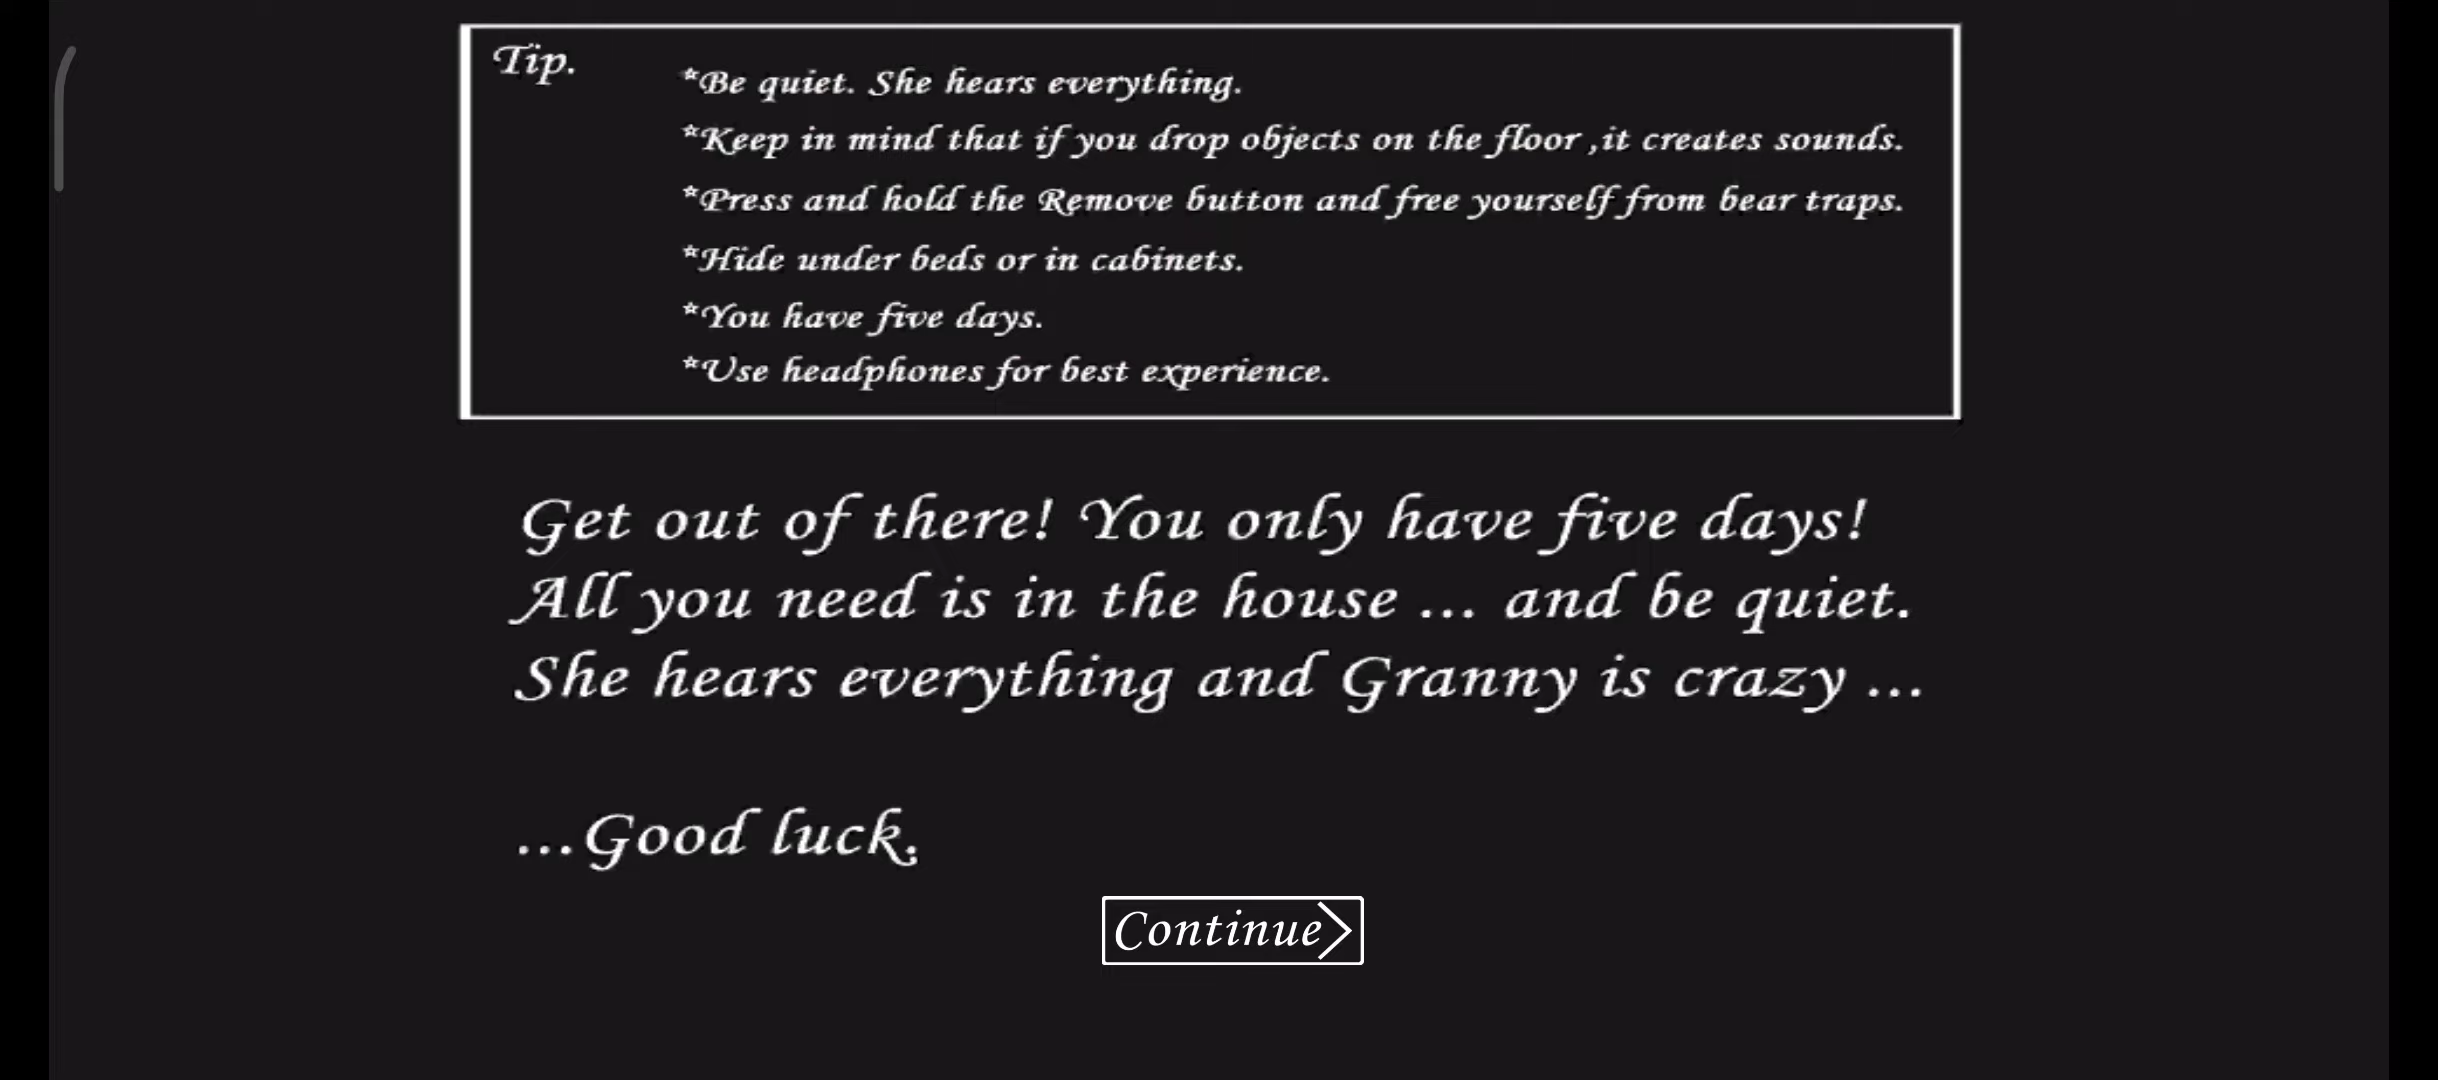 Tip.
*Be quiet. She hears everything.
*Keep in mind that if you drop objects on the floor ,it creates sounds.
*Press and hold the Remove button and free yourself from bear traps.
*Hide under beds or in cabinets.
*You have five days.
*Use headphones for best experience.
Get out of there! You only have five days!
All you need is in the house ... and be quiet.
She hears everything and Granny is crazy ...
...Good luck.
Continue>